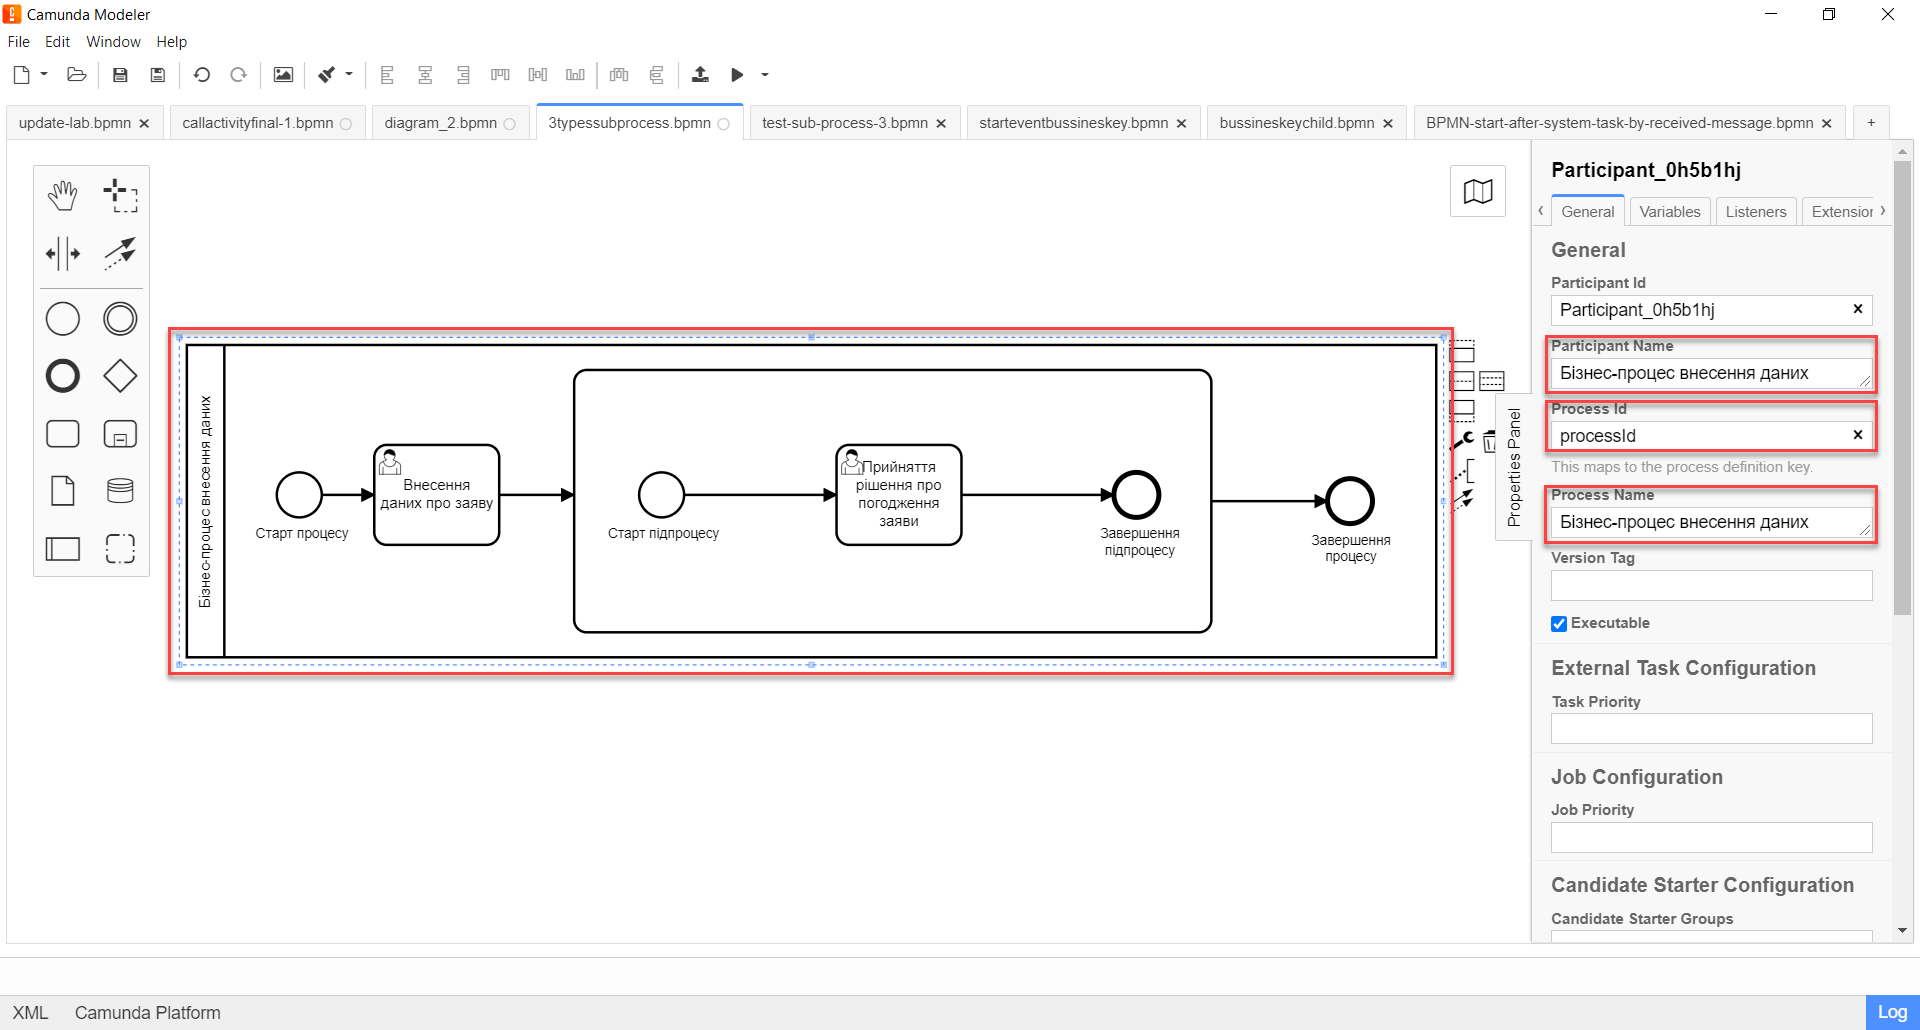 Camunda Modeler
File Edit Window Help
update-lab.bpmn callactivityfinal-1.bpmn diagram_2.bpmn 3typessubprocess.bpmn test-sub-process-3.bpmn starteventbussineskey.bpmn bussineskeychild.bpmn BPMN-start-after-system-task-by-received-message.bpmn +
Бізнес-процес внесення даних
Старт процесу
Внесення
даних про заяву
Старт підпроцесу
Прийняття
рішення про
погодження
заяви
Завершення
підпроцесу
Завершення
процесу
Properties Panel
Participant_0h5b1hj
General Variables Listeners Extension
General
Participant Id
Participant_0h5b1hj
Participant Name
Бізнес-процес внесення даних
Process Id
processId
This maps to the process definition key.
Process Name
Бізнес-процес внесення даних
Version Tag
Executable
External Task Configuration
Task Priority
Job Configuration
Job Priority
Candidate Starter Configuration
Candidate Starter Groups
XML Camunda Platform Log